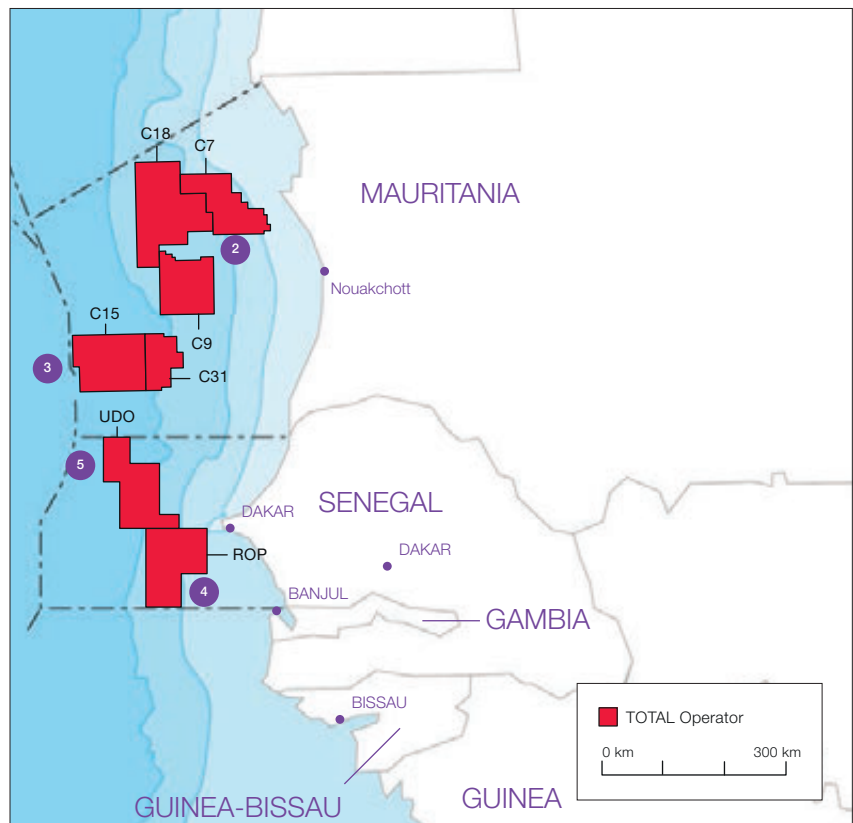 C18
C7
MAURITANIA
2
Nouakchott
C15
C9
3
C31
UDO
5
SENEGAL
DAKAR
DAKAR
ROP
4
BANJUL
GAMBIA
BISSAU
TOTAL Operator
0 km
300 km
GUINEA-BISSAU
GUINEA